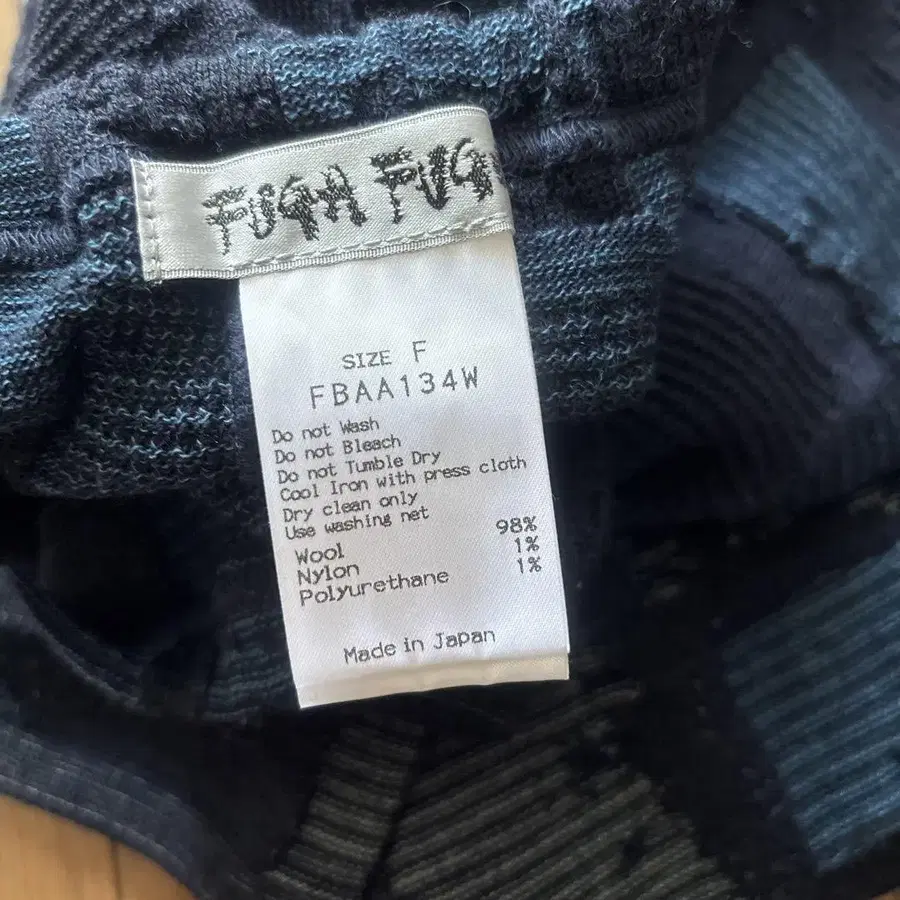 FUGA FUG
SIZE F
FBAA134W
Do not Wash
Do not Bleach
Do not Tumble Dry
Cool Iron with press cloth
Dry clean only
Use washing net
Wool 98%
Nylon 1%
Polyurethane 1%
Made in Japan